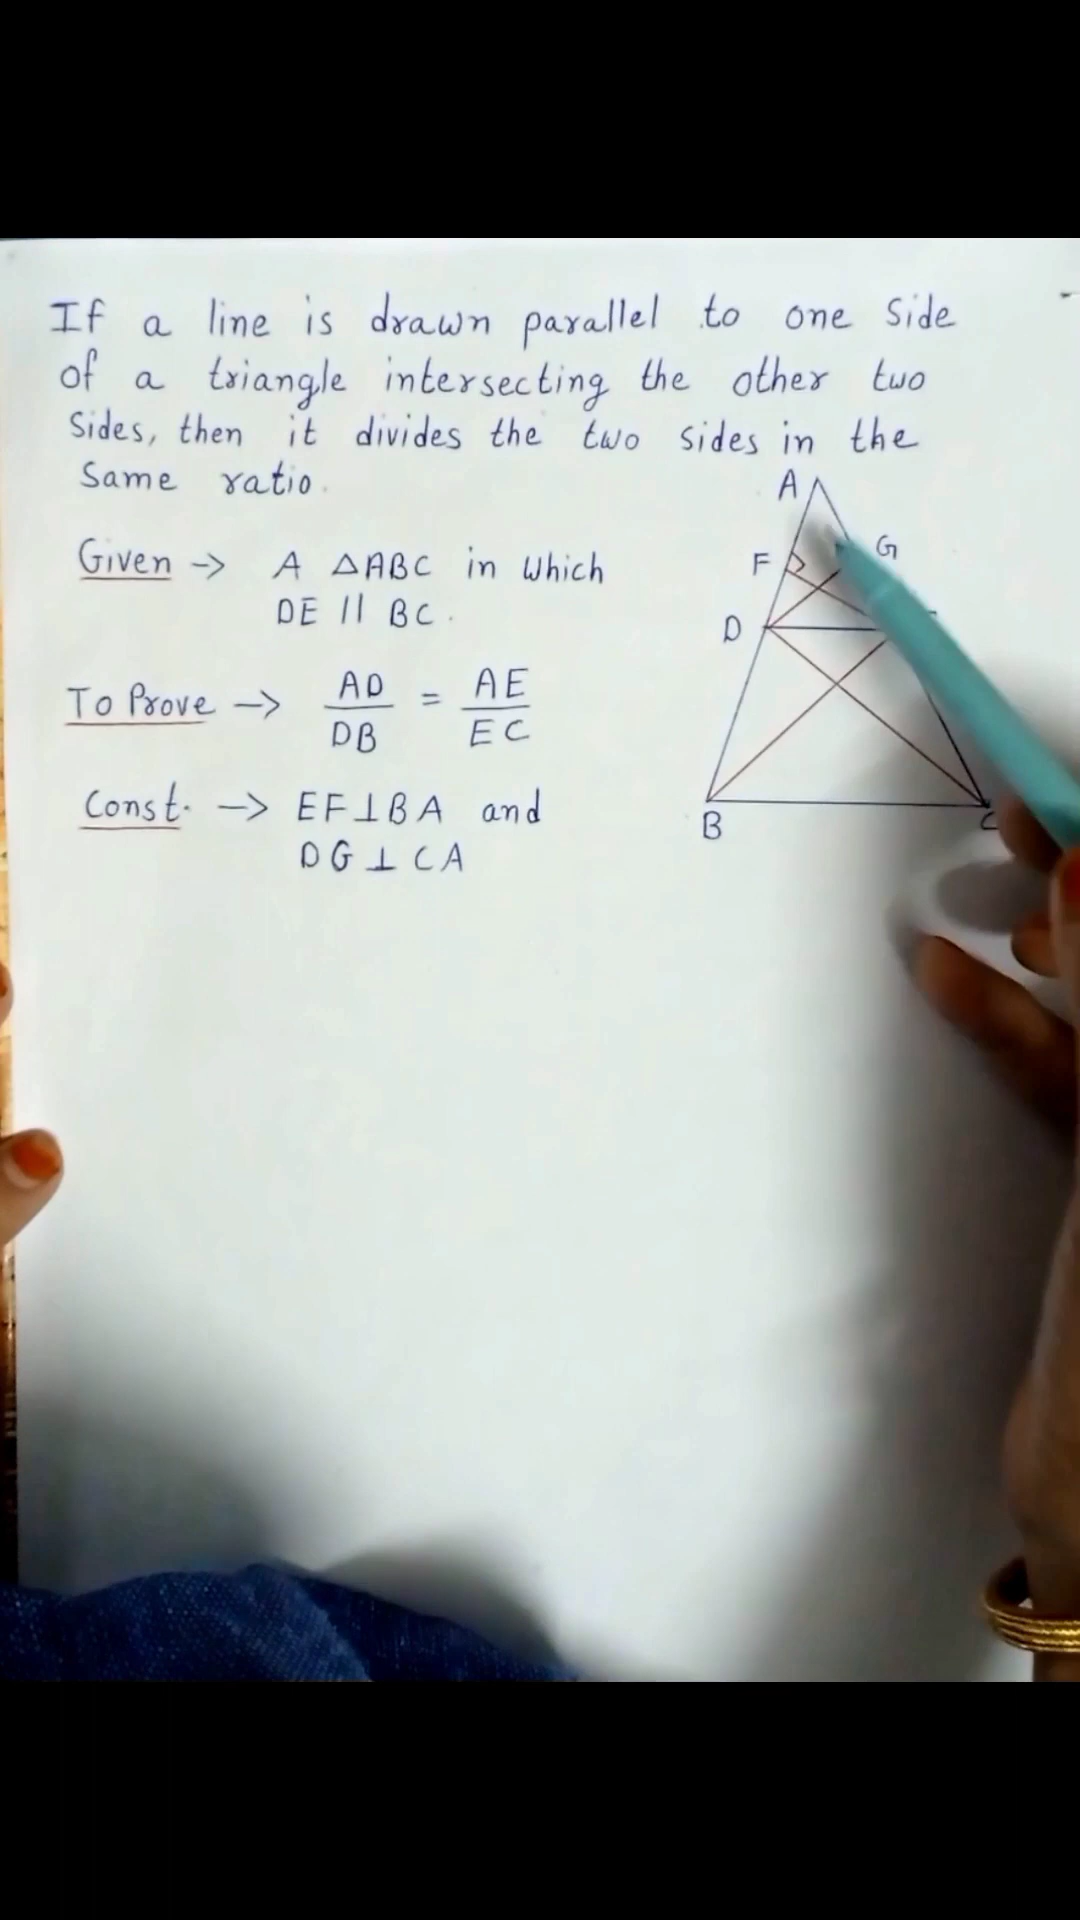 If a line is drawn parallel to one side
of a triangle intersecting the other two
sides, then it divides the two sides in the
same ratio.
A
Given -> A △ABC in which
G
F
DE || BC.
D
To Prove -> AD/DB = AE/EC
Const. -> EF⊥BA and
B
C
DG ⊥ CA